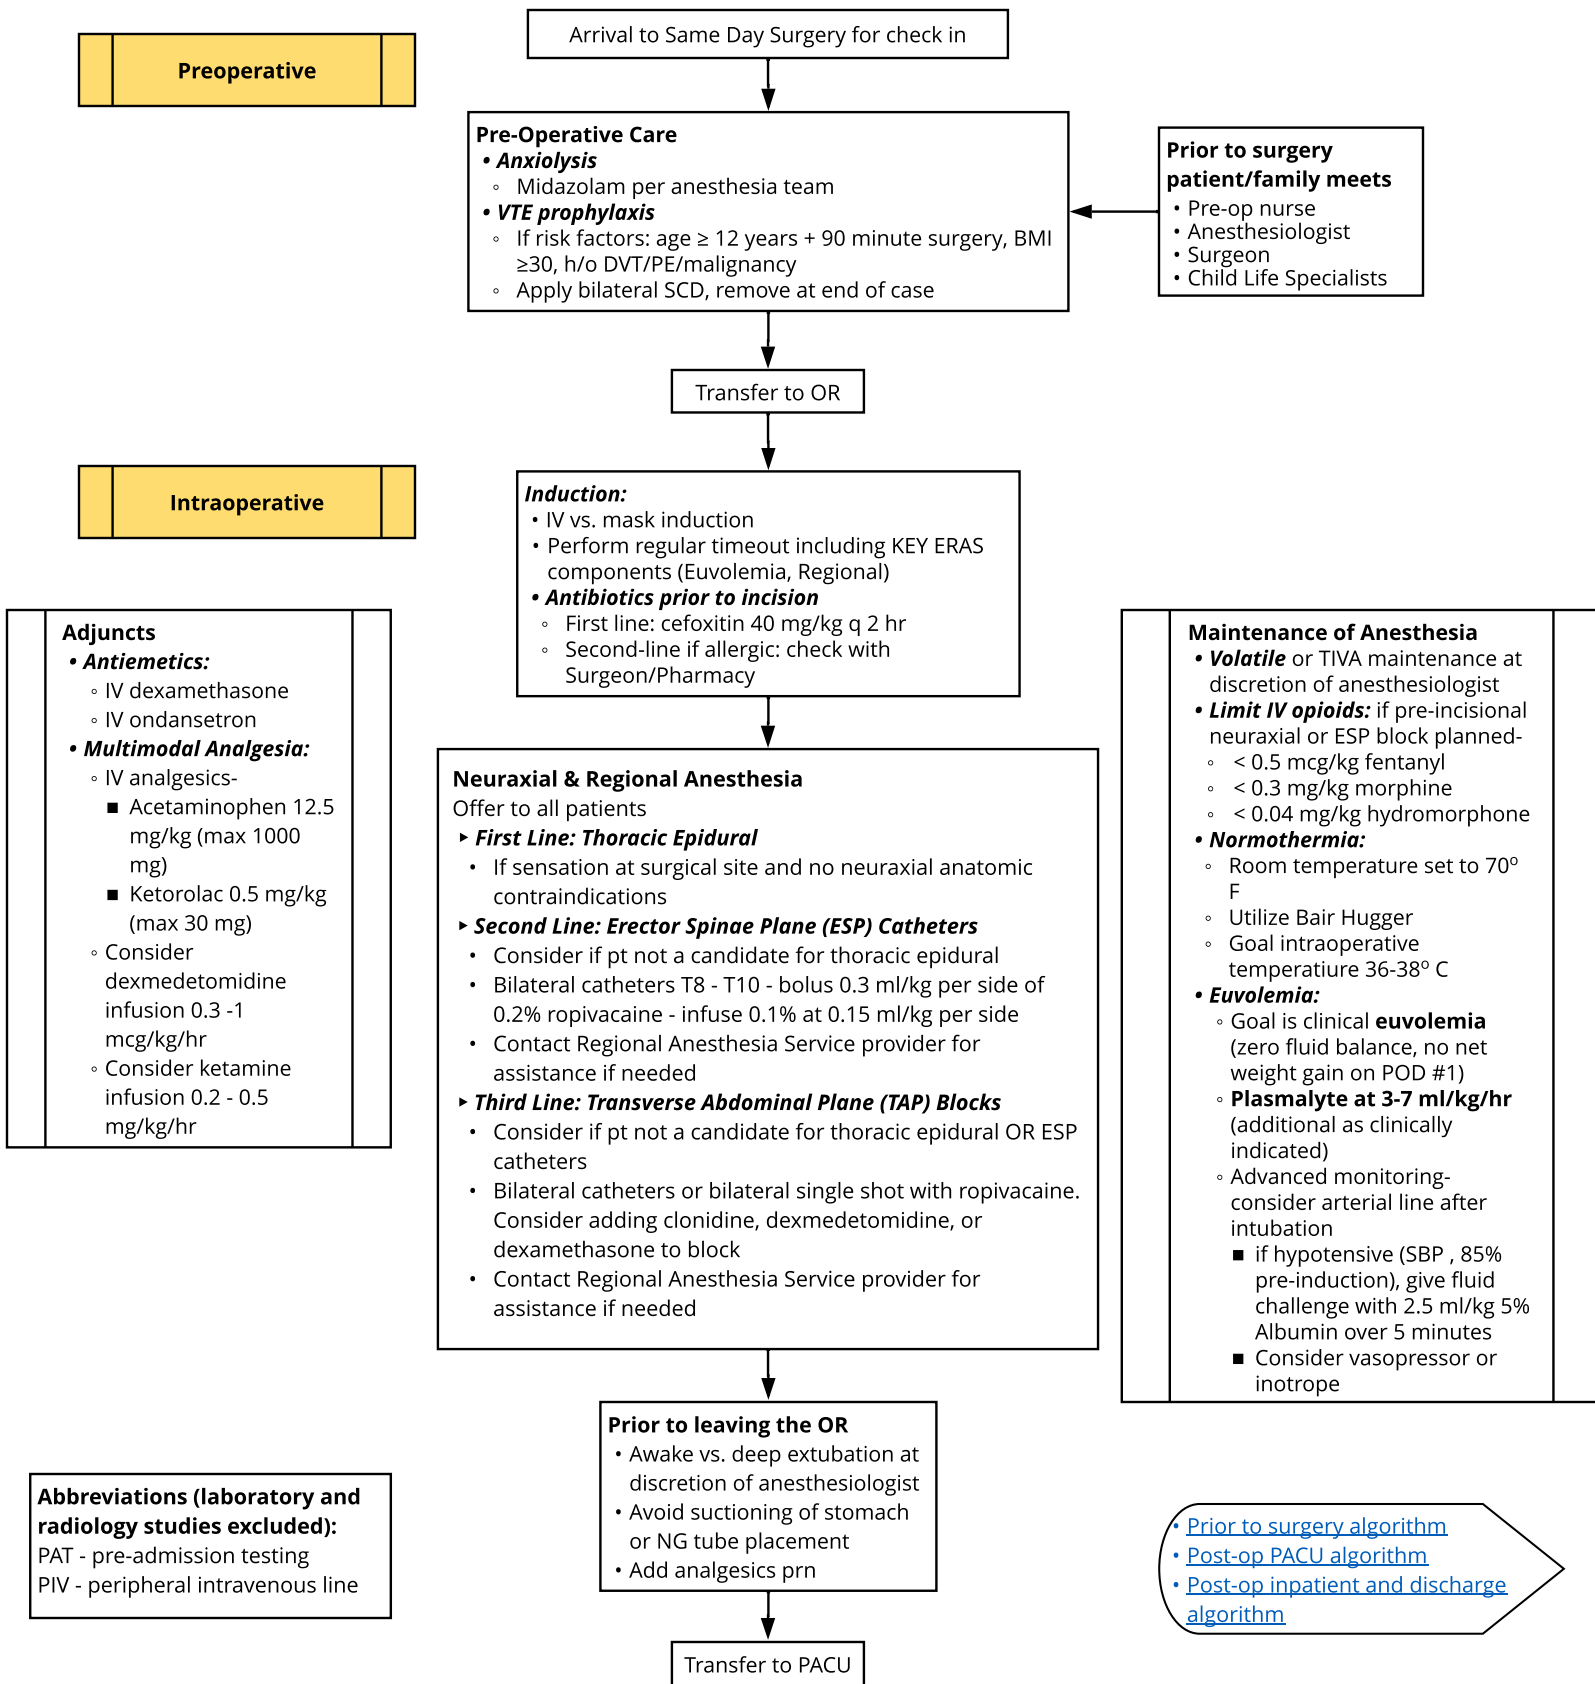 Arrival to Same Day Surgery for check in
Preoperative
Pre-Operative Care
• Anxiolysis
◦ Midazolam per anesthesia team
• VTE prophylaxis
◦ If risk factors: age ≥ 12 years + 90 minute surgery, BMI
≥30, h/o DVT/PE/malignancy
◦ Apply bilateral SCD, remove at end of case
Prior to surgery
patient/family meets
• Pre-op nurse
• Anesthesiologist
• Surgeon
• Child Life Specialists
Transfer to OR
Intraoperative
Induction:
• IV vs. mask induction
• Perform regular timeout including KEY ERAS
components (Euvolemia, Regional)
• Antibiotics prior to incision
◦ First line: cefoxitin 40 mg/kg q 2 hr
◦ Second-line if allergic: check with
Surgeon/Pharmacy
Adjuncts
• Antiemetics:
◦ IV dexamethasone
◦ IV ondansetron
• Multimodal Analgesia:
◦ IV analgesics-
■ Acetaminophen 12.5
mg/kg (max 1000
mg)
■ Ketorolac 0.5 mg/kg
(max 30 mg)
◦ Consider
dexmedetomidine
infusion 0.3 -1
mcg/kg/hr
◦ Consider ketamine
infusion 0.2 - 0.5
mg/kg/hr
Neuraxial & Regional Anesthesia
Offer to all patients
▸ First Line: Thoracic Epidural
• If sensation at surgical site and no neuraxial anatomic
contraindications
▸ Second Line: Erector Spinae Plane (ESP) Catheters
• Consider if pt not a candidate for thoracic epidural
• Bilateral catheters T8 - T10 - bolus 0.3 ml/kg per side of
0.2% ropivacaine - infuse 0.1% at 0.15 ml/kg per side
• Contact Regional Anesthesia Service provider for
assistance if needed
▸ Third Line: Transverse Abdominal Plane (TAP) Blocks
• Consider if pt not a candidate for thoracic epidural OR ESP
catheters
• Bilateral catheters or bilateral single shot with ropivacaine.
Consider adding clonidine, dexmedetomidine, or
dexamethasone to block
• Contact Regional Anesthesia Service provider for
assistance if needed
Maintenance of Anesthesia
• Volatile or TIVA maintenance at
discretion of anesthesiologist
• Limit IV opioids: if pre-incisional
neuraxial or ESP block planned-
◦ < 0.5 mcg/kg fentanyl
◦ < 0.3 mg/kg morphine
◦ < 0.04 mg/kg hydromorphone
• Normothermia:
◦ Room temperature set to 70º
F
◦ Utilize Bair Hugger
◦ Goal intraoperative
temperatiure 36-38º C
• Euvolemia:
◦ Goal is clinical euvolemia
(zero fluid balance, no net
weight gain on POD #1)
◦ Plasmalyte at 3-7 ml/kg/hr
(additional as clinically
indicated)
◦ Advanced monitoring-
consider arterial line after
intubation
■ if hypotensive (SBP , 85%
pre-induction), give fluid
challenge with 2.5 ml/kg 5%
Albumin over 5 minutes
■ Consider vasopressor or
inotrope
Prior to leaving the OR
• Awake vs. deep extubation at
discretion of anesthesiologist
• Avoid suctioning of stomach
or NG tube placement
• Add analgesics prn
Abbreviations (laboratory and
radiology studies excluded):
PAT - pre-admission testing
PIV - peripheral intravenous line
• Prior to surgery algorithm
• Post-op PACU algorithm
• Post-op inpatient and discharge
algorithm
Transfer to PACU